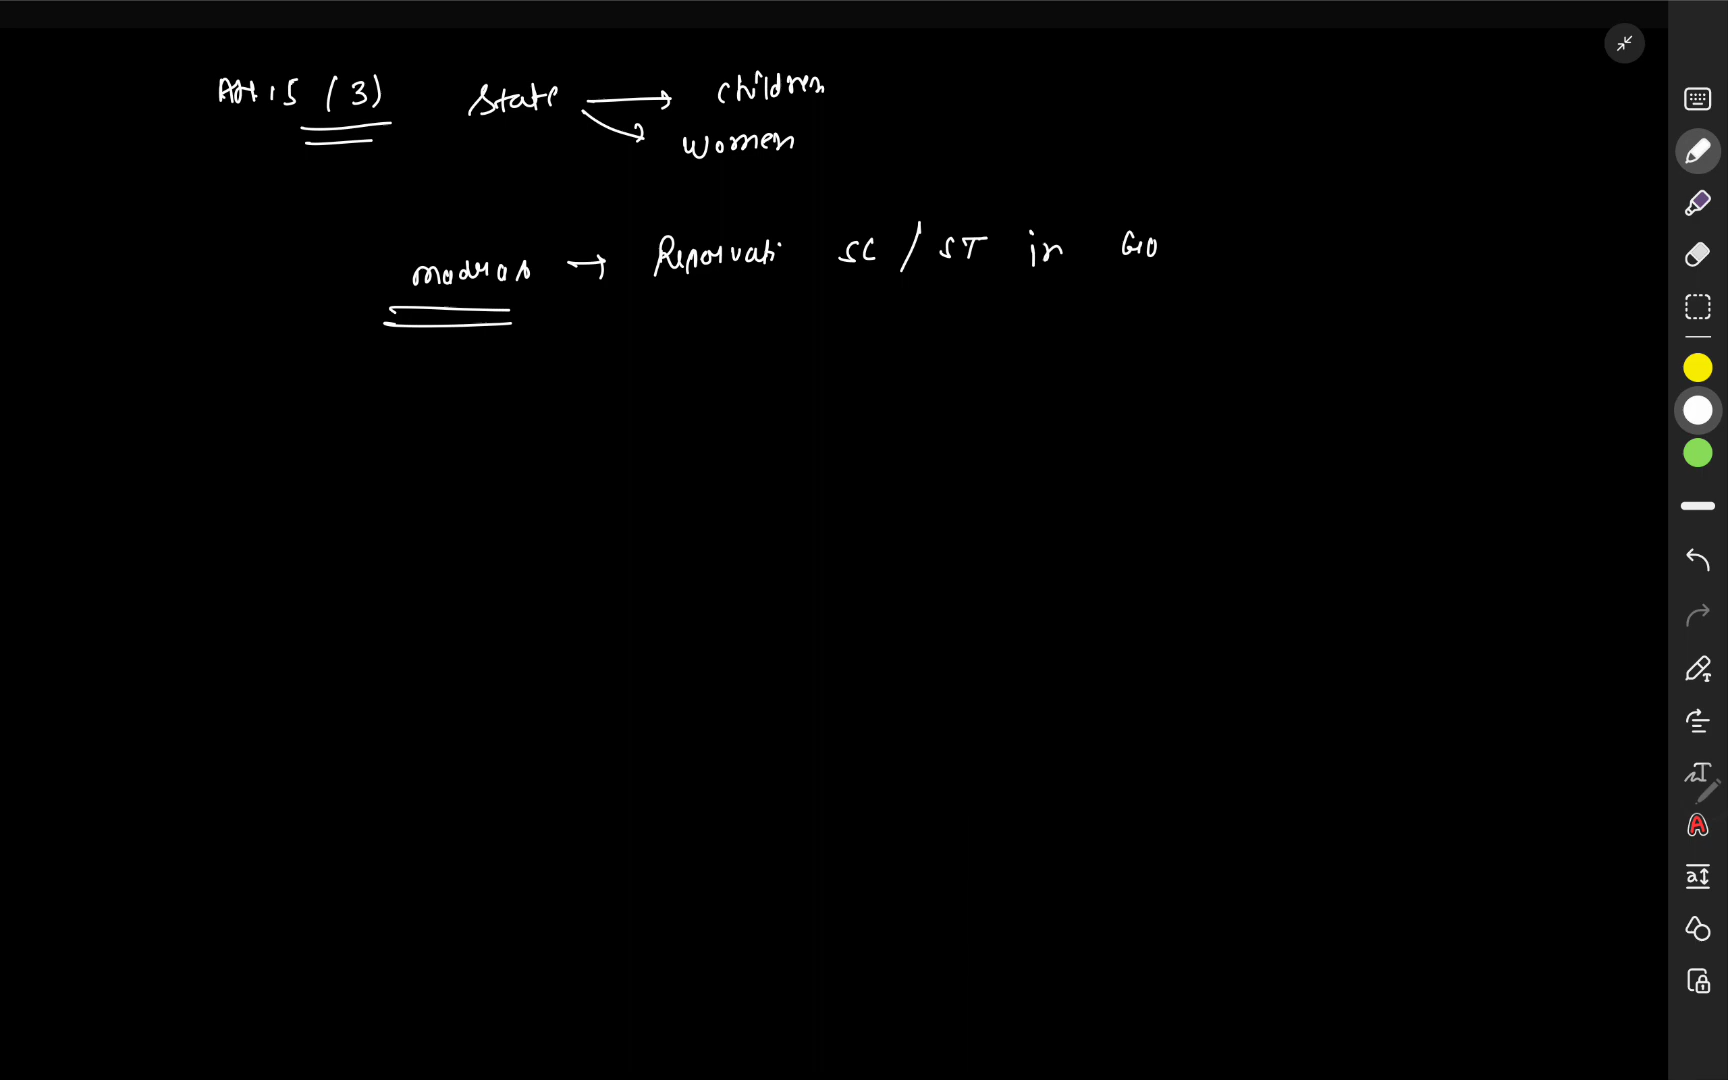 Art 15 (3) State → children
women
madras → Reservati SC / ST in Go